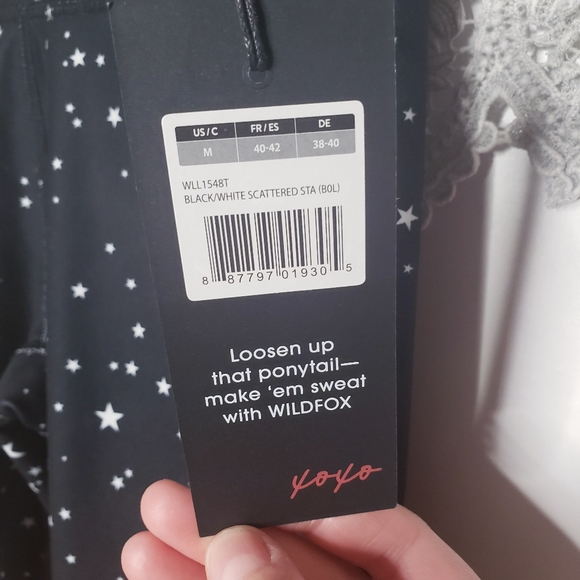 US / C FR / ES DE
M 40-42 38-40
WLL1548T
BLACK/WHITE SCATTERED STA (B0L)
8 87797 01930 5
Loosen up
that ponytail—
make 'em sweat
with WILDFOX
xoxo